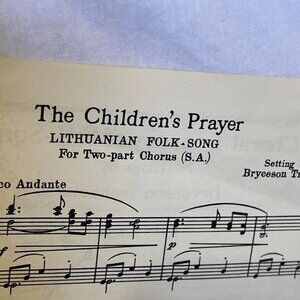 The Children's Prayer
LITHUANIAN FOLK-SONG
For Two-part Chorus (S.A.)
Setting
Bryceson
Andante
p